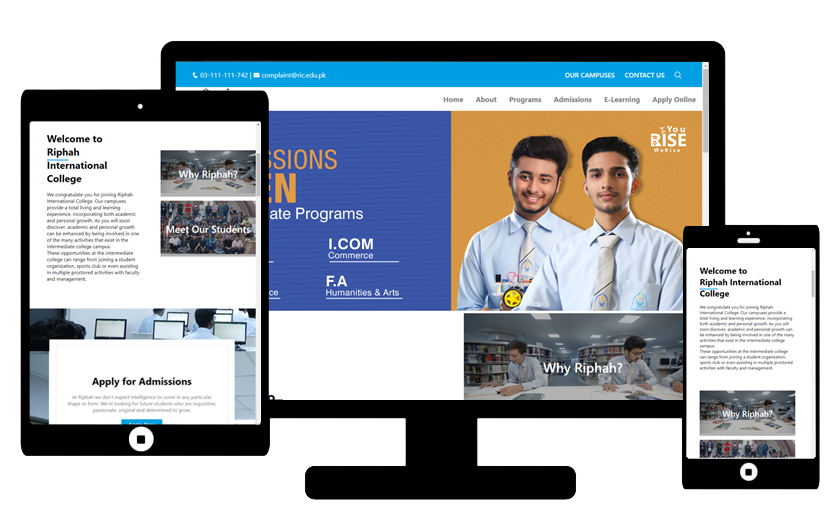 03-111-111-742 | complaint@ric.edu.pk
OUR CAMPUSES CONTACT US
Home About Programs Admissions E-Learning Apply Online
SSIONS
EN
ate Programs
I.COM
Commerce
F.A
Humanities & Arts
You
RISE
WeRise
Why Riphah?
Welcome to
Riphah
International
College
We congratulate you for joining Riphah
International College. Our campuses
provide a total living and learning
experience, incorporating both academic
and personal growth. As you will soon
discover, academic and personal growth
can be enhanced by being involved in one
of the many activities that exist in the
intermediate college campus.
These opportunities at the intermediate
college can range from joining a student
organization, sports club or even assisting
in multiple proctored activities with faculty
and management.
Why Riphah?
Meet Our Students
Apply for Admissions
At Riphah we don't expect intelligence to come in any particular
shape or form. We're looking for future students who are inquisitive,
passionate, original and determined to grow.
Welcome to
Riphah International
College
We congratulate you for joining Riphah
International College. Our campuses provide a
total living and learning experience, incorporating
both academic and personal growth. As you will
soon discover, academic and personal growth can
be enhanced by being involved in one of the many
activities that exist in the intermediate college
campus.
These opportunities at the intermediate college
can range from joining a student organization,
sports club or even assisting in multiple proctored
activities with faculty and management.
Why Riphah?